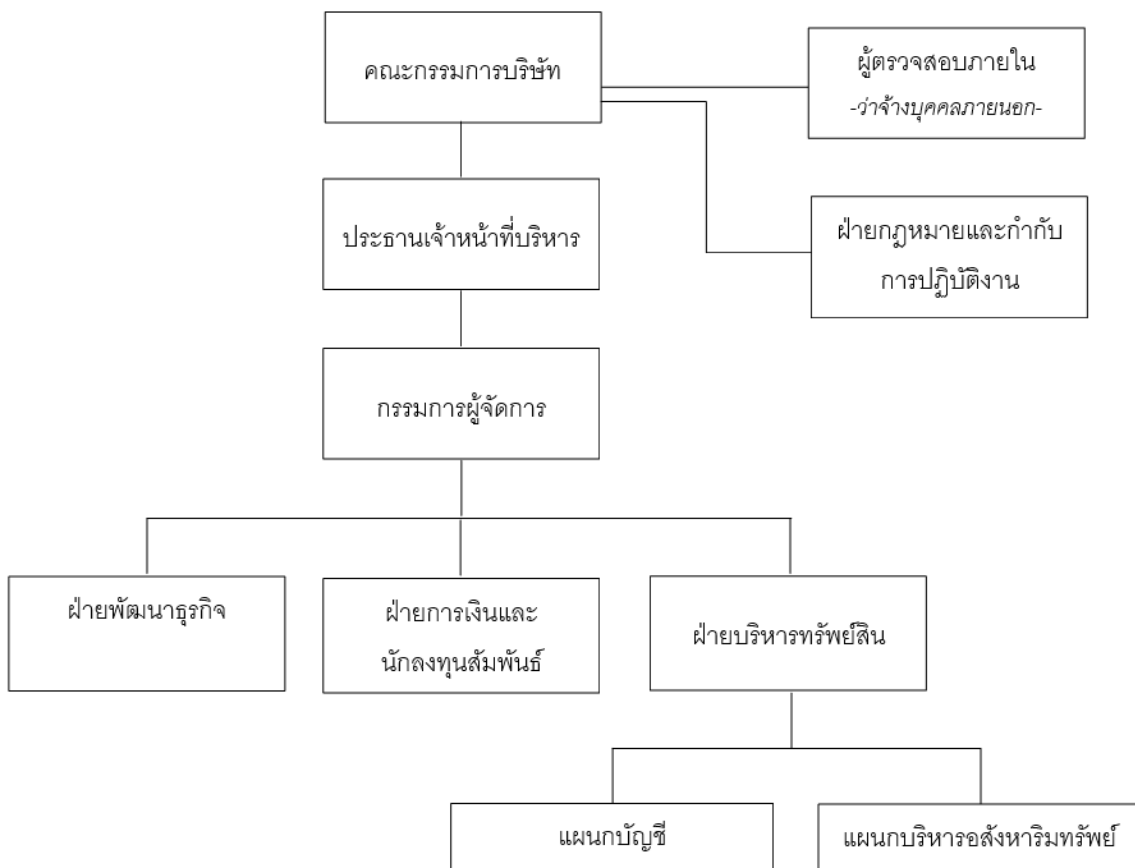 คณะกรรมการบริษัท
ผู้ตรวจสอบภายใน
-ว่าจ้างบุคคลภายนอก-
ประธานเจ้าหน้าที่บริหาร
ฝ่ายกฎหมายและกำกับ
การปฏิบัติงาน
กรรมการผู้จัดการ
ฝ่ายพัฒนาธุรกิจ
ฝ่ายการเงินและ
นักลงทุนสัมพันธ์
ฝ่ายบริหารทรัพย์สิน
แผนกบัญชี
แผนกบริหารอสังหาริมทรัพย์